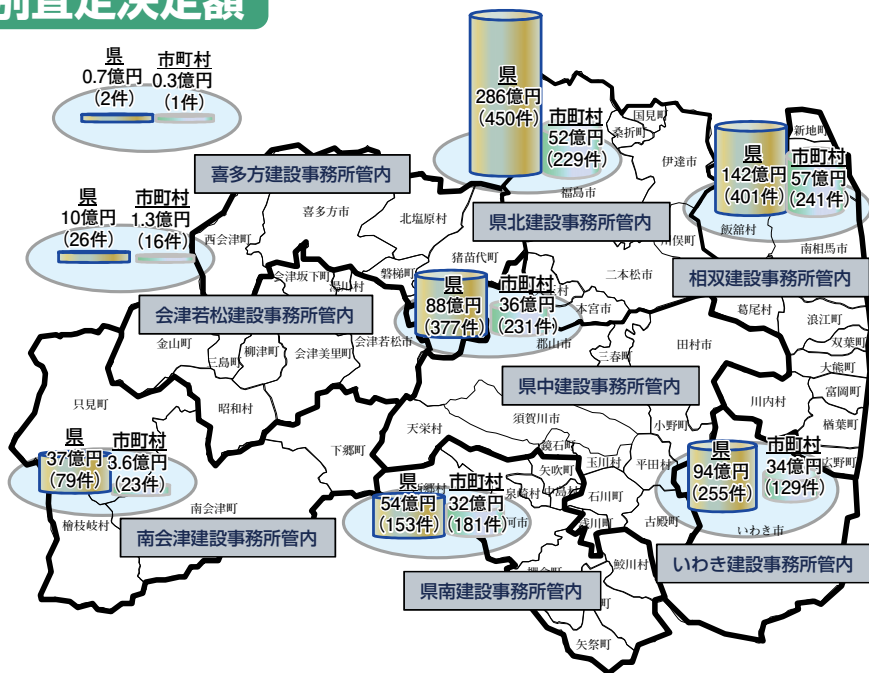 別査定決定額
県
0.7億円
(2件)
市町村
0.3億円
(1件)
県
10億円
(26件)
市町村
1.3億円
(16件)
県
286億円
(450件)
市町村
52億円
(229件)
県
142億円
(401件)
市町村
57億円
(241件)
県
88億円
(377件)
市町村
36億円
(231件)
県
37億円
(79件)
市町村
3.6億円
(23件)
県
54億円
(153件)
市町村
32億円
(181件)
県
94億円
(255件)
市町村
34億円
(129件)
喜多方建設事務所管内
県北建設事務所管内
相双建設事務所管内
会津若松建設事務所管内
県中建設事務所管内
南会津建設事務所管内
県南建設事務所管内
いわき建設事務所管内
国見町
桑折町
伊達市
新地町
福島市
飯舘村
南相馬市
喜多方市
北塩原村
西会津町
猪苗代町
磐梯町
会津坂下町
湯川村
二本松市
川俣町
本宮市
葛尾村
浪江町
双葉町
大熊町
富岡町
楢葉町
広野町
川内村
田村市
三春町
郡山市
小野町
金山町
三島町
柳津町
会津美里町
会津若松市
只見町
昭和村
下郷町
天栄村
須賀川市
鏡石町
矢吹町
玉川村
平田村
泉崎村
中島村
石川町
浅川町
古殿町
いわき市
檜枝岐村
南会津町
鮫川村
矢祭町